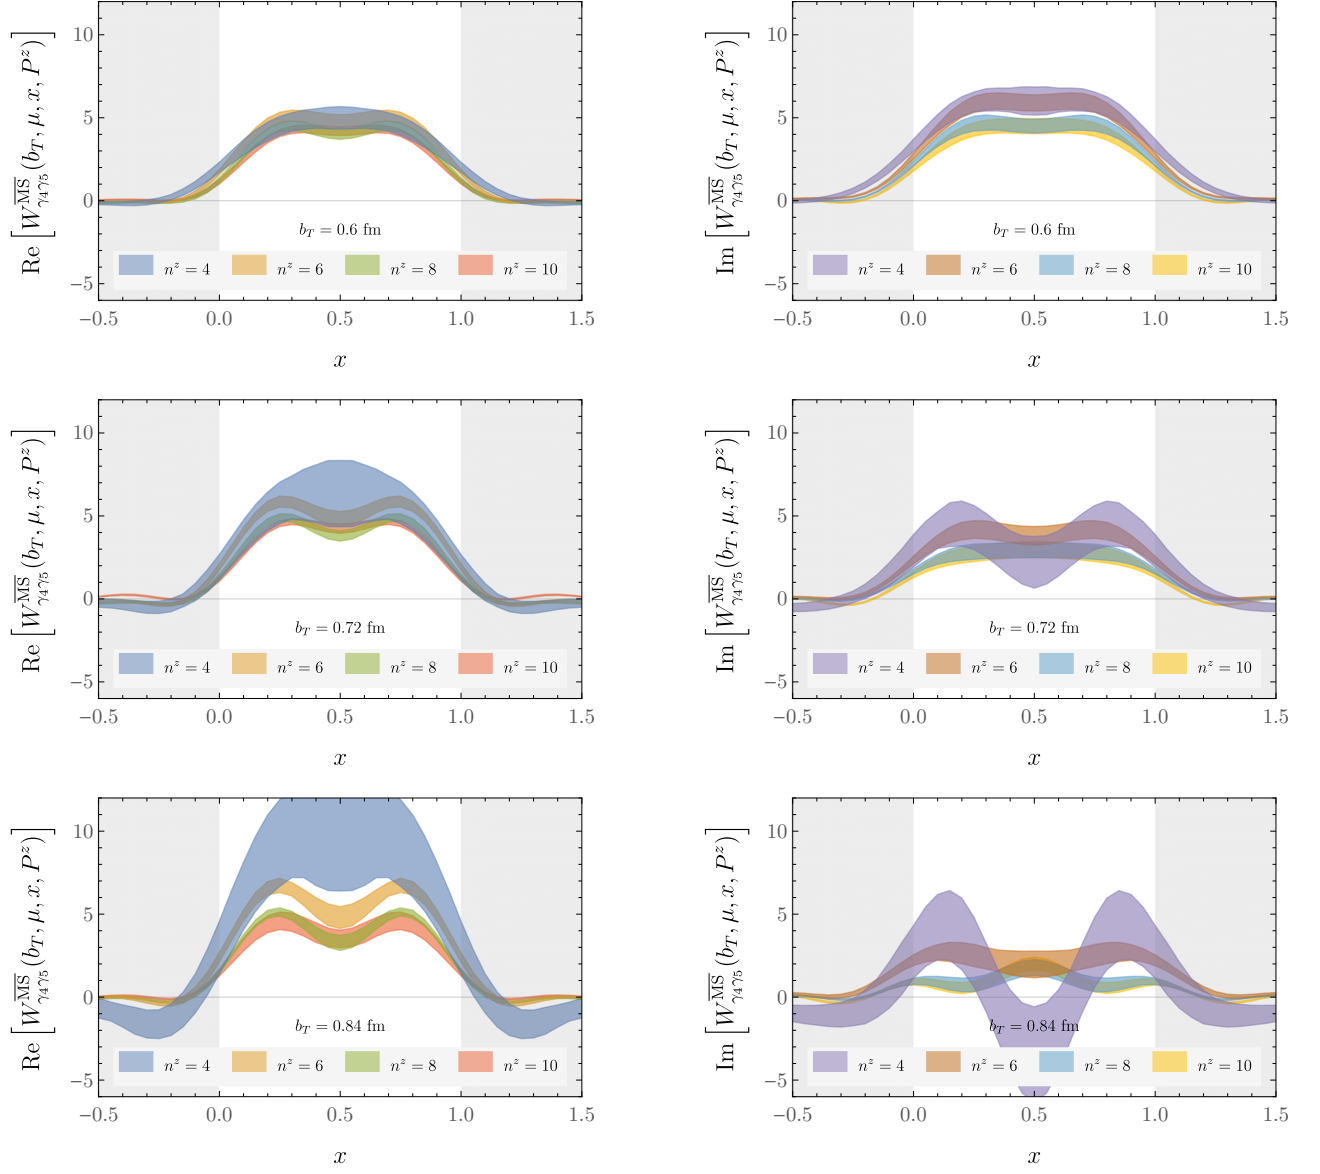 Re [W^{\overline{MS}}_{γ4γ5}(b_T, μ, x, P^z)]
10
5
0
−5
b_T = 0.6 fm
n^z = 4 n^z = 6 n^z = 8 n^z = 10
−0.5 0.0 0.5 1.0 1.5
x
Im [W^{\overline{MS}}_{γ4γ5}(b_T, μ, x, P^z)]
10
5
0
−5
b_T = 0.6 fm
n^z = 4 n^z = 6 n^z = 8 n^z = 10
−0.5 0.0 0.5 1.0 1.5
x
Re [W^{\overline{MS}}_{γ4γ5}(b_T, μ, x, P^z)]
10
5
0
−5
b_T = 0.72 fm
n^z = 4 n^z = 6 n^z = 8 n^z = 10
−0.5 0.0 0.5 1.0 1.5
x
Im [W^{\overline{MS}}_{γ4γ5}(b_T, μ, x, P^z)]
10
5
0
−5
b_T = 0.72 fm
n^z = 4 n^z = 6 n^z = 8 n^z = 10
−0.5 0.0 0.5 1.0 1.5
x
Re [W^{\overline{MS}}_{γ4γ5}(b_T, μ, x, P^z)]
10
5
0
−5
b_T = 0.84 fm
n^z = 4 n^z = 6 n^z = 8 n^z = 10
−0.5 0.0 0.5 1.0 1.5
x
Im [W^{\overline{MS}}_{γ4γ5}(b_T, μ, x, P^z)]
10
5
0
−5
b_T = 0.84 fm
n^z = 4 n^z = 6 n^z = 8 n^z = 10
−0.5 0.0 0.5 1.0 1.5
x